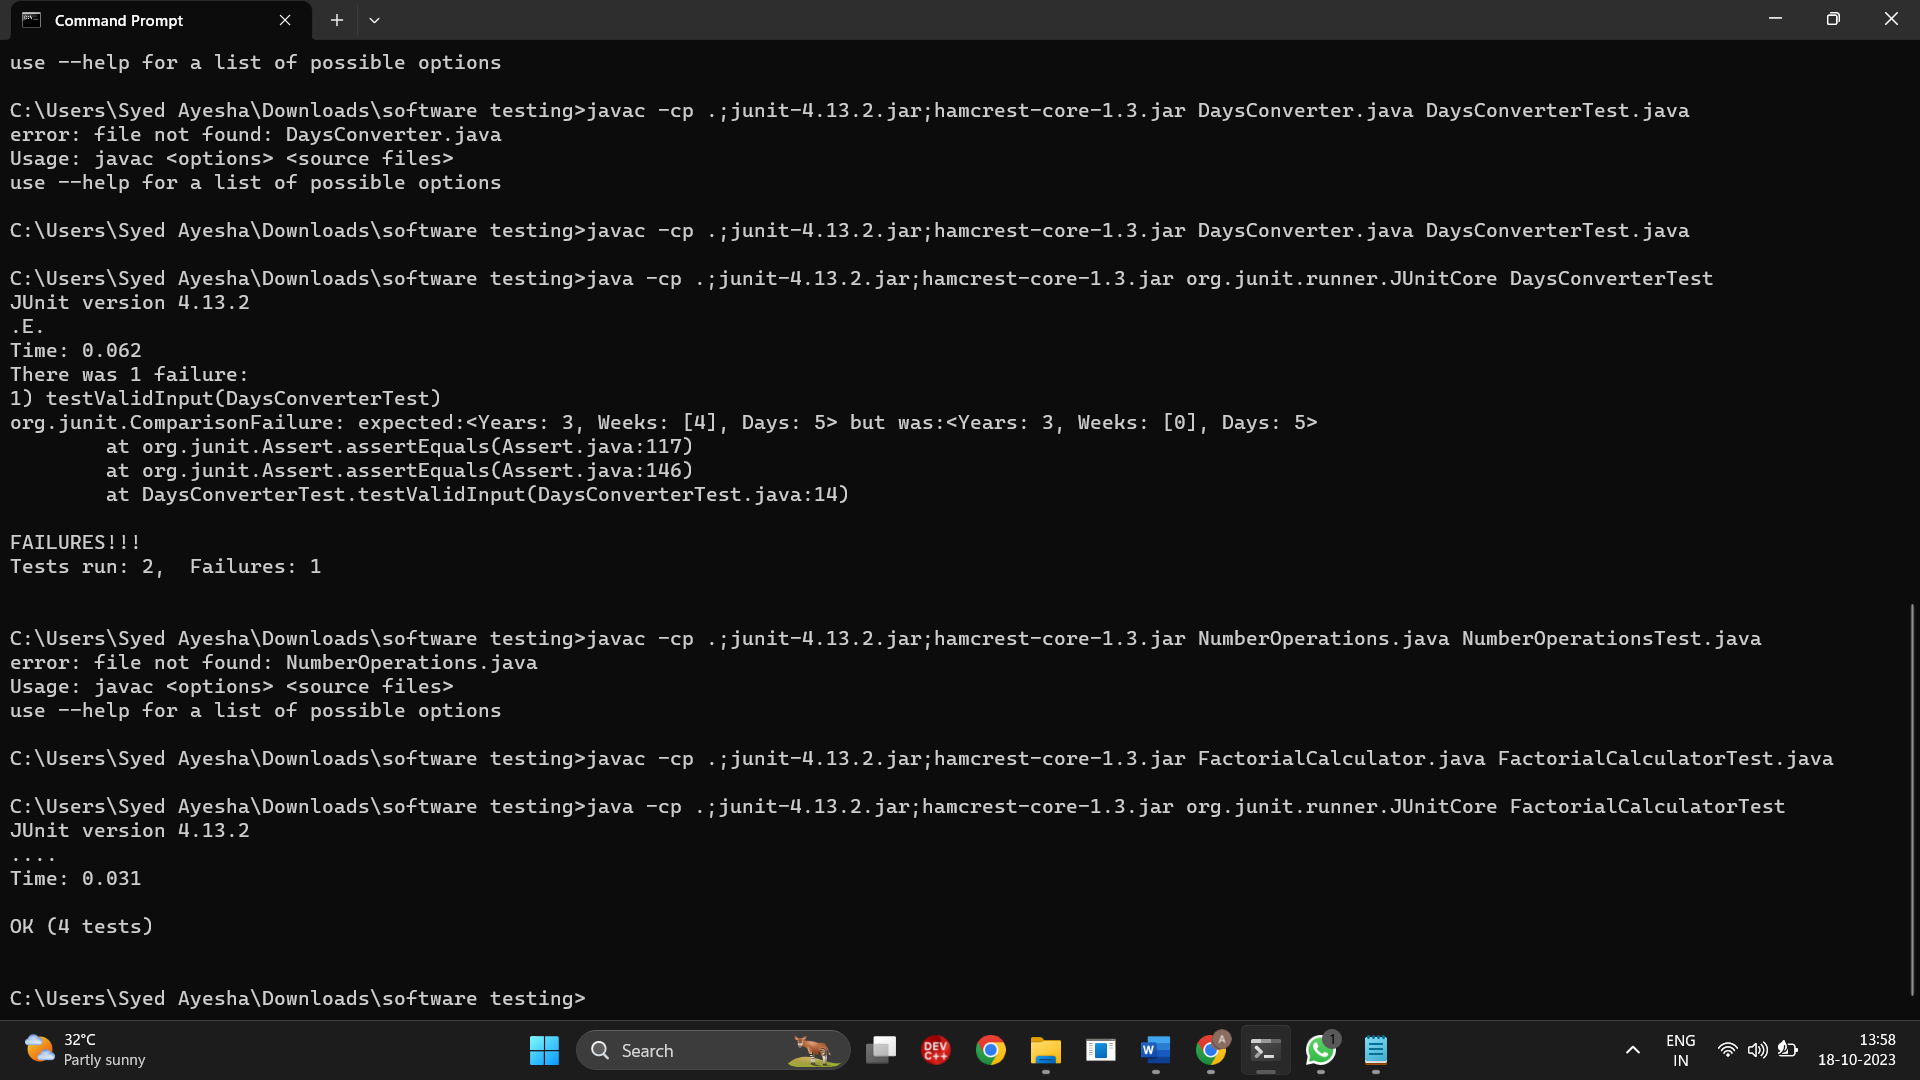 Command Prompt
use --help for a list of possible options
C:\Users\Syed Ayesha\Downloads\software testing>javac -cp .;junit-4.13.2.jar;hamcrest-core-1.3.jar DaysConverter.java DaysConverterTest.java
error: file not found: DaysConverter.java
Usage: javac <options> <source files>
use --help for a list of possible options
C:\Users\Syed Ayesha\Downloads\software testing>javac -cp .;junit-4.13.2.jar;hamcrest-core-1.3.jar DaysConverter.java DaysConverterTest.java
C:\Users\Syed Ayesha\Downloads\software testing>java -cp .;junit-4.13.2.jar;hamcrest-core-1.3.jar org.junit.runner.JUnitCore DaysConverterTest
JUnit version 4.13.2
.E.
Time: 0.062
There was 1 failure:
1) testValidInput(DaysConverterTest)
org.junit.ComparisonFailure: expected:<Years: 3, Weeks: [4], Days: 5> but was:<Years: 3, Weeks: [0], Days: 5>
        at org.junit.Assert.assertEquals(Assert.java:117)
        at org.junit.Assert.assertEquals(Assert.java:146)
        at DaysConverterTest.testValidInput(DaysConverterTest.java:14)
FAILURES!!!
Tests run: 2,  Failures: 1
C:\Users\Syed Ayesha\Downloads\software testing>javac -cp .;junit-4.13.2.jar;hamcrest-core-1.3.jar NumberOperations.java NumberOperationsTest.java
error: file not found: NumberOperations.java
Usage: javac <options> <source files>
use --help for a list of possible options
C:\Users\Syed Ayesha\Downloads\software testing>javac -cp .;junit-4.13.2.jar;hamcrest-core-1.3.jar FactorialCalculator.java FactorialCalculatorTest.java
C:\Users\Syed Ayesha\Downloads\software testing>java -cp .;junit-4.13.2.jar;hamcrest-core-1.3.jar org.junit.runner.JUnitCore FactorialCalculatorTest
JUnit version 4.13.2
....
Time: 0.031
OK (4 tests)
C:\Users\Syed Ayesha\Downloads\software testing>
32°C
Partly sunny
Search
DEV
C++
W
A
1
ENG
IN
13:58
18-10-2023